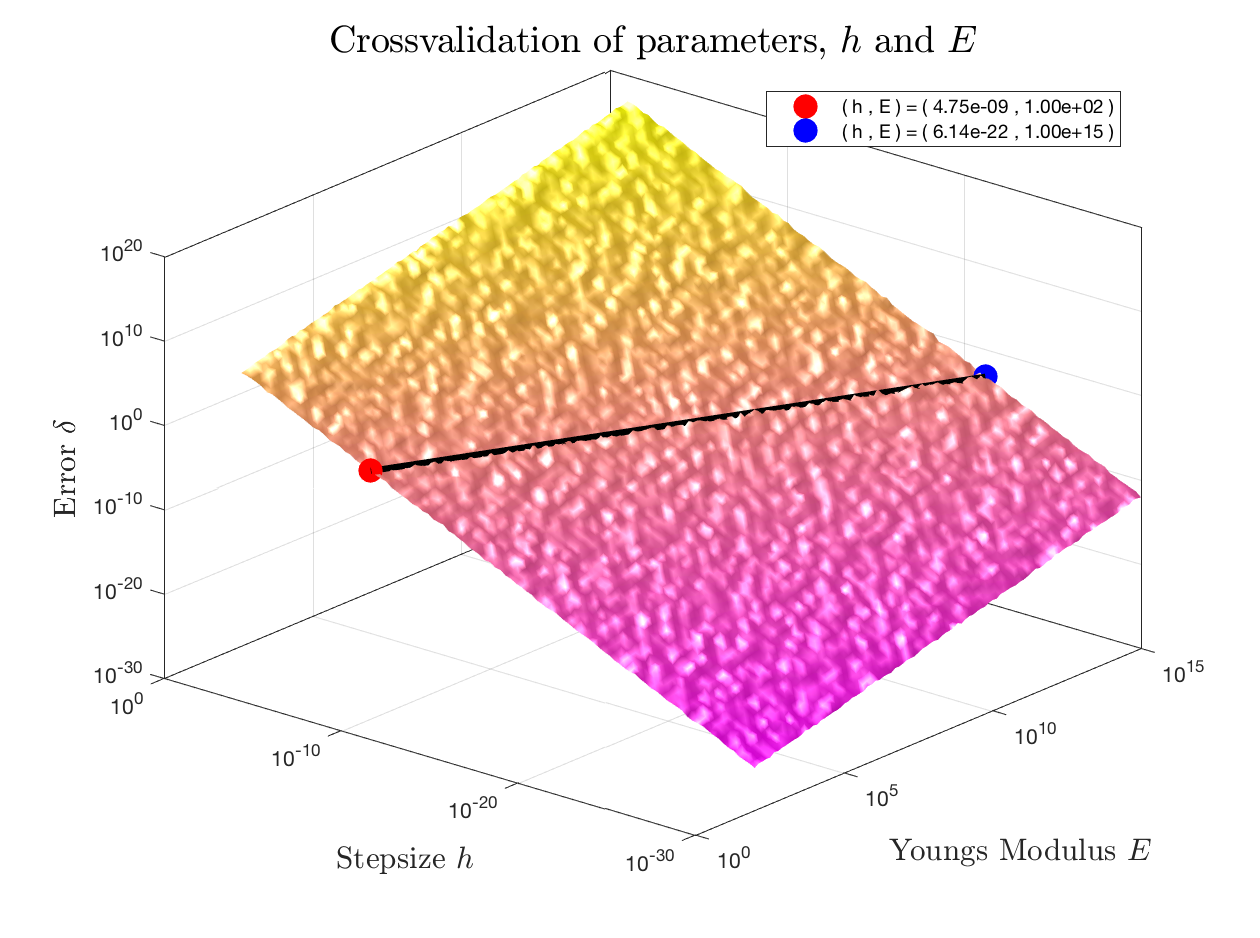 Crossvalidation of parameters, h and E
( h , E ) = ( 4.75e-09 , 1.00e+02 )
( h , E ) = ( 6.14e-22 , 1.00e+15 )
10^20
10^10
10^0
10^-10
10^-20
10^-30
Error δ
10^0
10^-10
10^-20
10^-30
Stepsize h
10^0
10^5
10^10
10^15
Youngs Modulus E